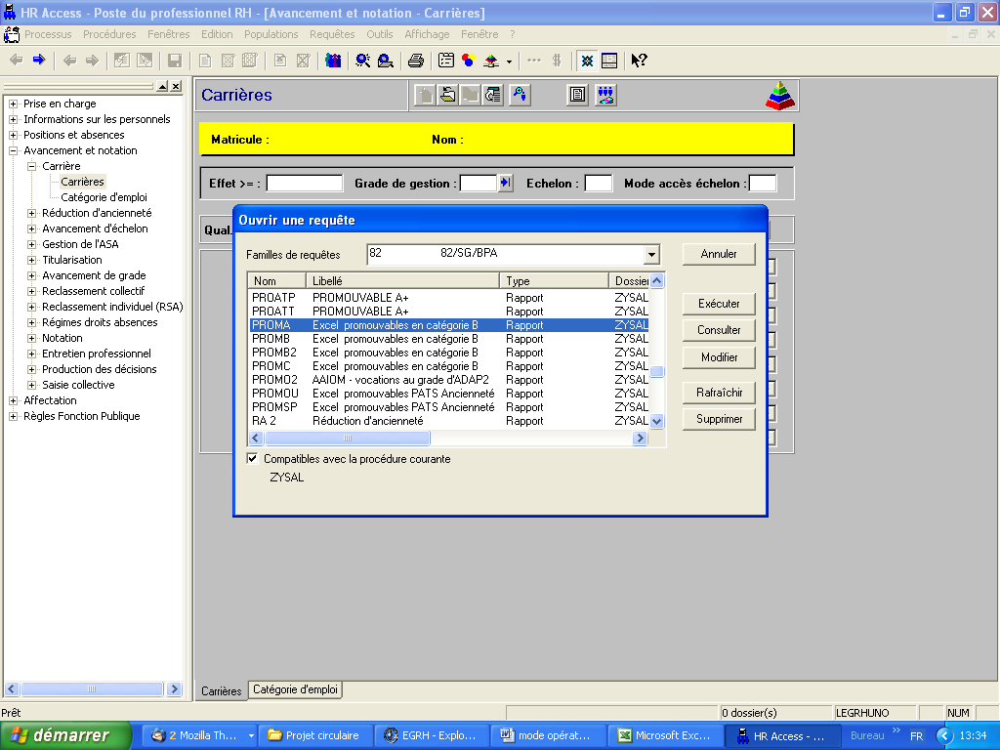 HR Access - Poste du professionnel RH - [Avancement et notation - Carrières]
Processus Procédures Fenêtres Edition Populations Requêtes Outils Affichage Fenêtre ?
Prise en charge
Informations sur les personnels
Positions et absences
Avancement et notation
Carrière
Carrières
Catégorie d'emploi
Réduction d'ancienneté
Avancement d'échelon
Gestion de l'ASA
Titularisation
Avancement de grade
Reclassement collectif
Reclassement individuel (RSA)
Régimes droits absences
Notation
Entretien professionnel
Production des décisions
Saisie collective
Affectation
Règles Fonction Publique
Carrières
Matricule : Nom :
Effet >= : Grade de gestion : Echelon : Mode accès échelon :
Qual.
Ouvrir une requête
Familles de requêtes 82 82/SG/BPA Annuler
Nom Libellé Type Dossier
PROATP PROMOUVABLE A+ Rapport ZYSAL
PROATT PROMOUVABLE A+ Rapport ZYSAL
PROMA Excel promouvables en catégorie B Rapport ZYSAL
PROMB Excel promouvables en catégorie B Rapport ZYSAL
PROMB2 Excel promouvables en catégorie B Rapport ZYSAL
PROMC Excel promouvables en catégorie B Rapport ZYSAL
PROMO2 AAIOM - vocations au grade d'ADAP2 Rapport ZYSAL
PROMOU Excel promouvables PATS Ancienneté Rapport ZYSAL
PROMSP Excel promouvables PATS Ancienneté Rapport ZYSAL
RA 2 Réduction d'ancienneté Rapport ZYSAL
Exécuter
Consulter
Modifier
Rafraîchir
Supprimer
Compatibles avec la procédure courante
ZYSAL
Carrières Catégorie d'emploi
Prêt 0 dossier(s) LEGRHUNO NUM
démarrer 2 Mozilla Th... Projet circulaire EGRH - Explo... mode opérat... Microsoft Exc... HR Access - ... Bureau » FR 13:34